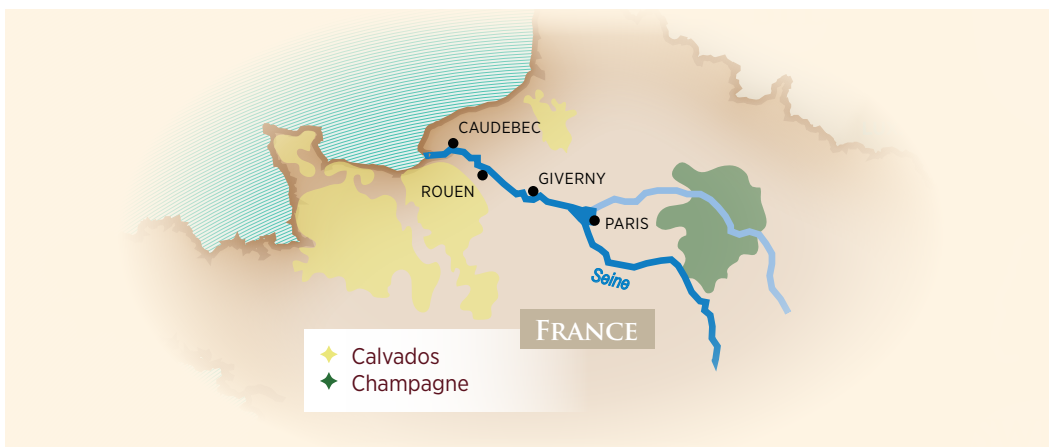 CAUDEBEC
ROUEN
GIVERNY
PARIS
Seine
FRANCE
Calvados
Champagne